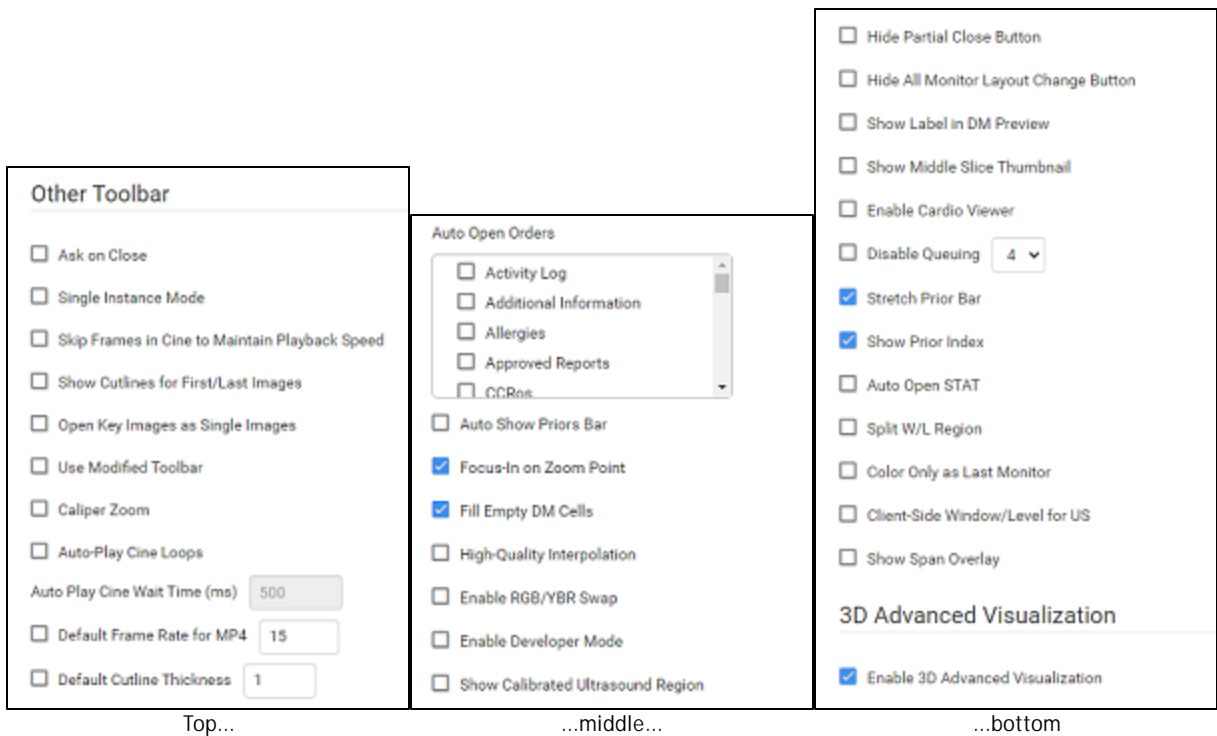 Other Toolbar
Ask on Close
Single Instance Mode
Skip Frames in Cine to Maintain Playback Speed
Show Cutlines for First/Last Images
Open Key Images as Single Images
Use Modified Toolbar
Caliper Zoom
Auto-Play Cine Loops
Auto Play Cine Wait Time (ms) 500
Default Frame Rate for MP4 15
Default Cutline Thickness 1
Top...
Auto Open Orders
Activity Log
Additional Information
Allergies
Approved Reports
CCRos
Auto Show Priors Bar
Focus-In on Zoom Point
Fill Empty DM Cells
High-Quality Interpolation
Enable RGB/YBR Swap
Enable Developer Mode
Show Calibrated Ultrasound Region
...middle...
Hide Partial Close Button
Hide All Monitor Layout Change Button
Show Label in DM Preview
Show Middle Slice Thumbnail
Enable Cardio Viewer
Disable Queuing 4
Stretch Prior Bar
Show Prior Index
Auto Open STAT
Split W/L Region
Color Only as Last Monitor
Client-Side Window/Level for US
Show Span Overlay
3D Advanced Visualization
Enable 3D Advanced Visualization
...bottom